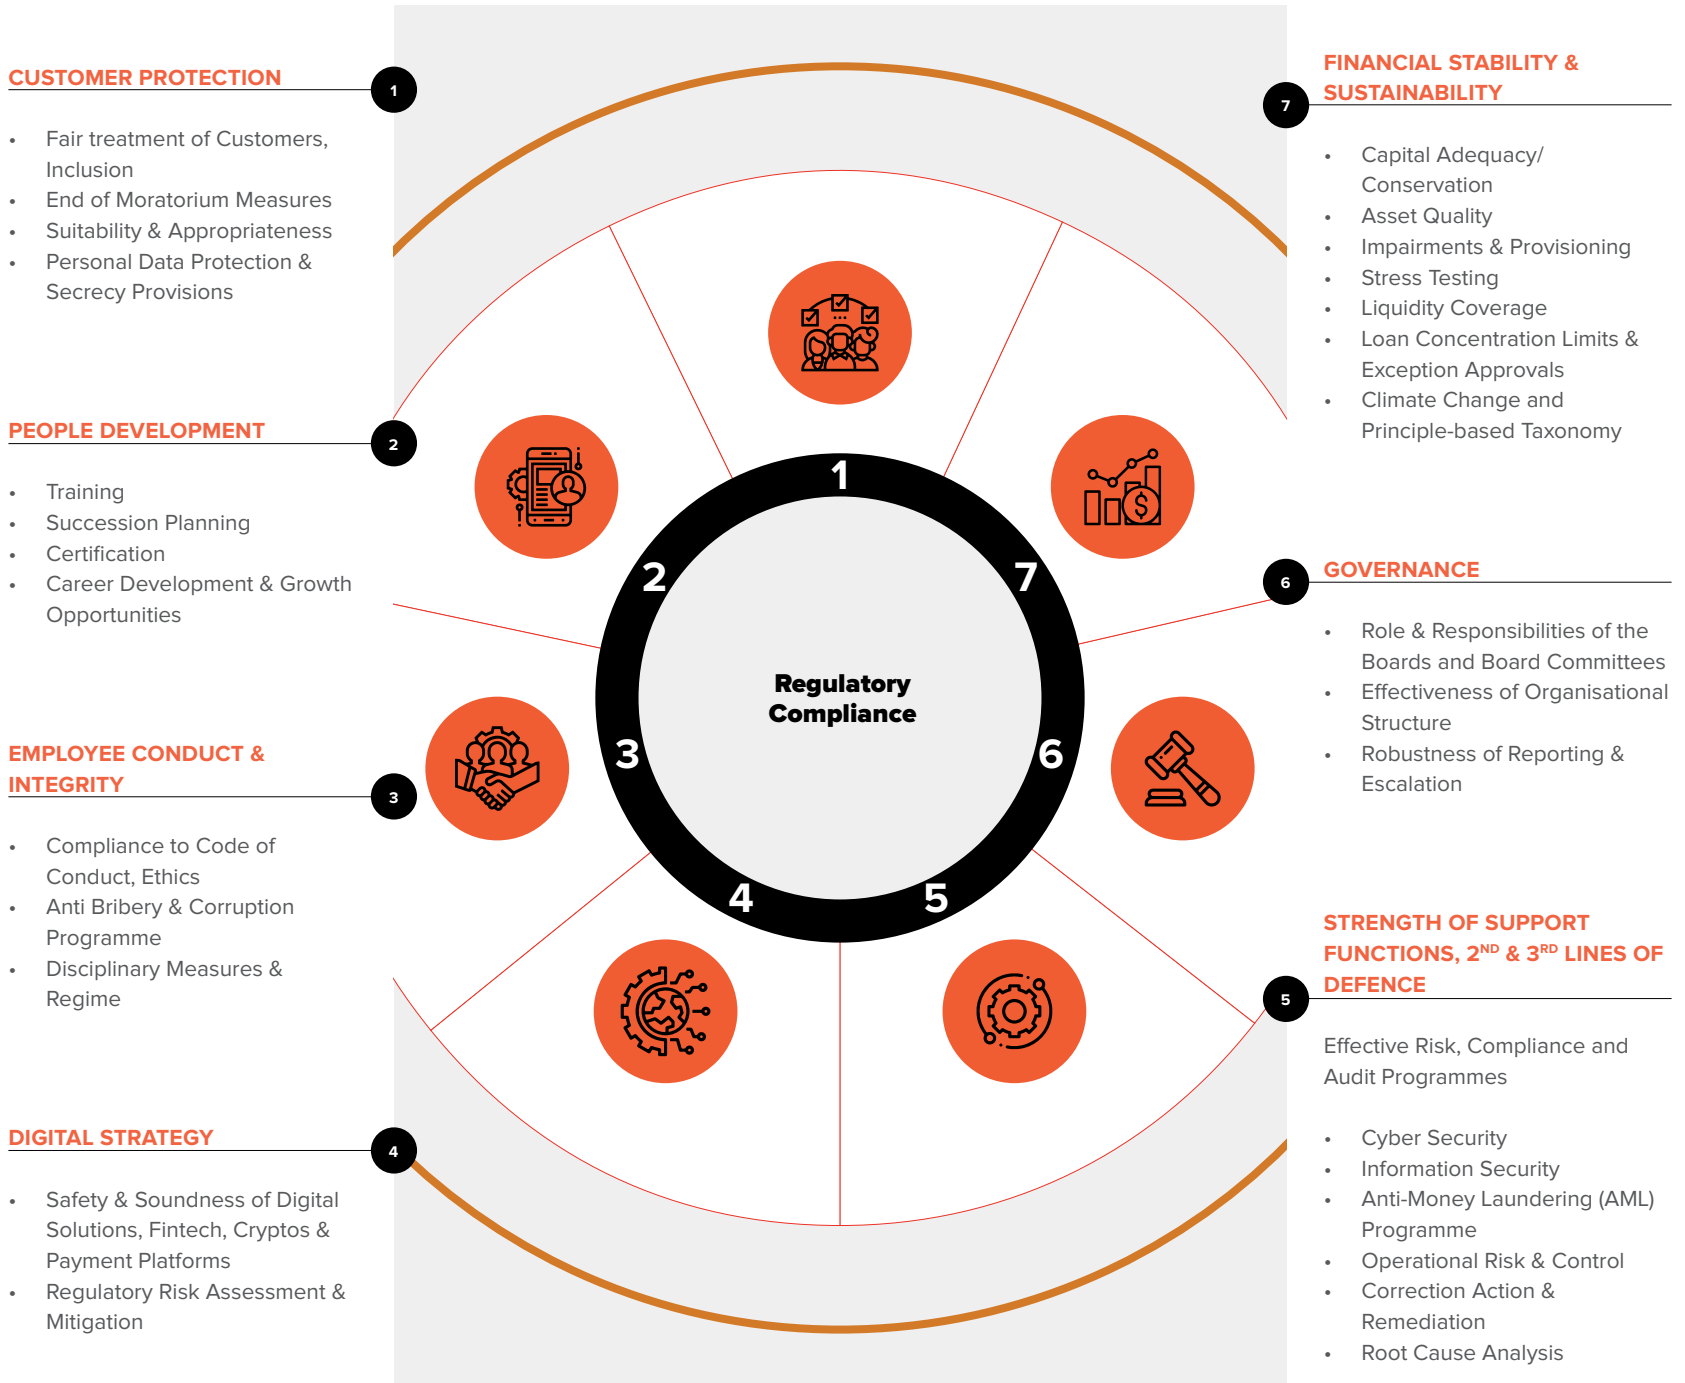 CUSTOMER PROTECTION
1
• Fair treatment of Customers,
Inclusion
• End of Moratorium Measures
• Suitability & Appropriateness
• Personal Data Protection &
Secrecy Provisions
PEOPLE DEVELOPMENT
2
• Training
• Succession Planning
• Certification
• Career Development & Growth
Opportunities
EMPLOYEE CONDUCT &
INTEGRITY
3
• Compliance to Code of
Conduct, Ethics
• Anti Bribery & Corruption
Programme
• Disciplinary Measures &
Regime
DIGITAL STRATEGY
4
• Safety & Soundness of Digital
Solutions, Fintech, Cryptos &
Payment Platforms
• Regulatory Risk Assessment &
Mitigation
1
2
7
Regulatory
Compliance
3
6
4
5
$
FINANCIAL STABILITY &
SUSTAINABILITY
7
• Capital Adequacy/
Conservation
• Asset Quality
• Impairments & Provisioning
• Stress Testing
• Liquidity Coverage
• Loan Concentration Limits &
Exception Approvals
• Climate Change and
Principle-based Taxonomy
GOVERNANCE
6
• Role & Responsibilities of the
Boards and Board Committees
• Effectiveness of Organisational
Structure
• Robustness of Reporting &
Escalation
STRENGTH OF SUPPORT
FUNCTIONS, 2ND & 3RD LINES OF
DEFENCE
5
Effective Risk, Compliance and
Audit Programmes
• Cyber Security
• Information Security
• Anti-Money Laundering (AML)
Programme
• Operational Risk & Control
• Correction Action &
Remediation
• Root Cause Analysis